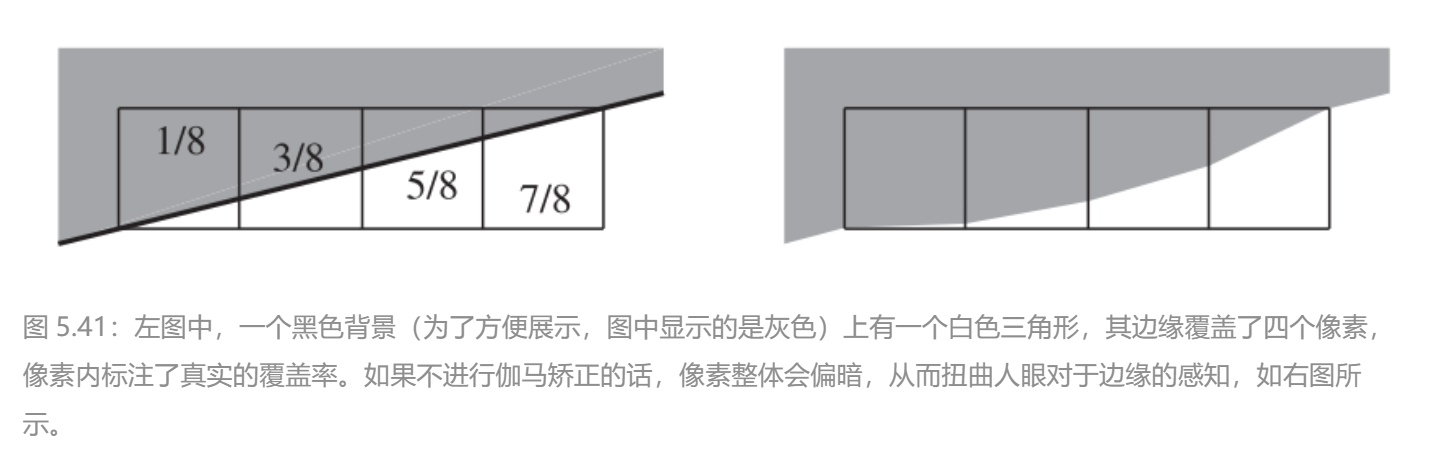 1/8
3/8
5/8
7/8
图 5.41：左图中，一个黑色背景（为了方便展示，图中显示的是灰色）上有一个白色三角形，其边缘覆盖了四个像素，
像素内标注了真实的覆盖率。如果不进行伽马矫正的话，像素整体会偏暗，从而扭曲人眼对于边缘的感知，如右图所
示。